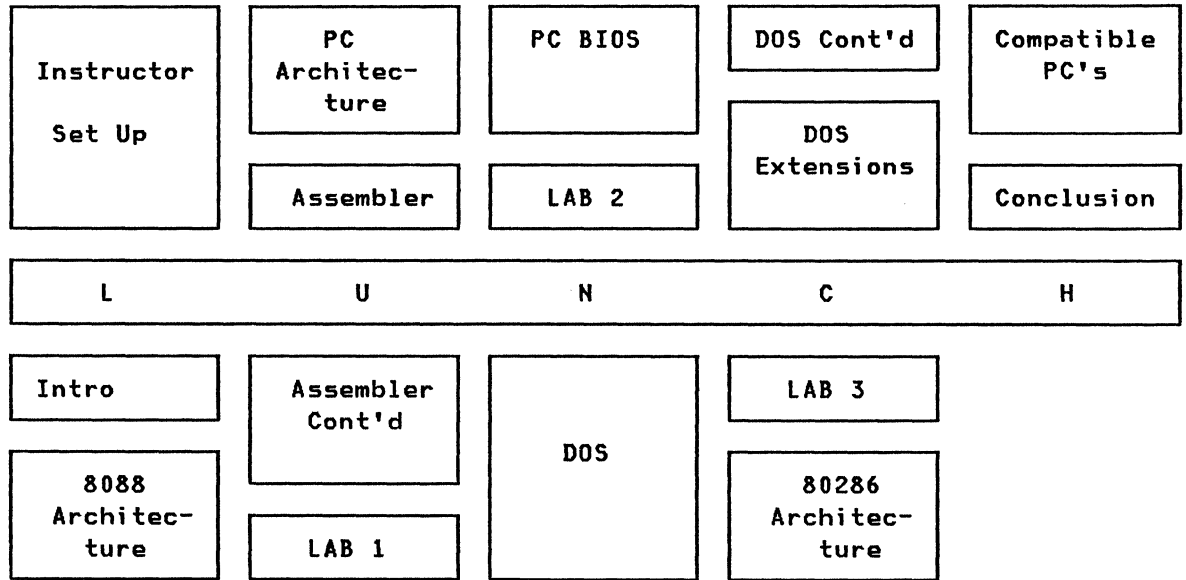 Instructor
Set Up
PC
Architec-
ture
Assembler
PC BIOS
LAB 2
DOS Cont'd
DOS
Extensions
Compatible
PC's
Conclusion
L U N C H
Intro
8088
Architec-
ture
Assembler
Cont'd
LAB 1
DOS
LAB 3
80286
Architec-
ture